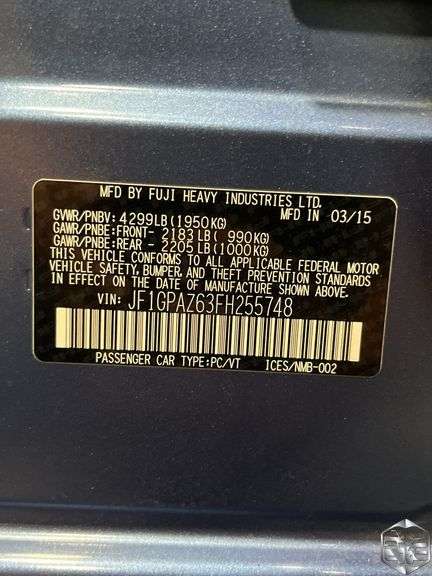 MFD BY FUJI HEAVY INDUSTRIES LTD.
GVWR/PNBV: 4299LB(1950KG) IN 03/15
GAWR/PNBE:FRONT- 2183LB( 990KG)
GAWR/PNBE:REAR - 2205LB(1000KG)
THIS VEHICLE CONFORMS TO ALL APPLICABLE FEDERAL MOTOR
VEHICLE SAFETY, BUMPER, AND THEFT PREVENTION STANDARDS
IN EFFECT ON THE DATE OF MANUFACTURE SHOWN ABOVE.
VIN: JF1GPAZ63FH255748
PASSENGER CAR TYPE:PC/VT ICES/NMB-002